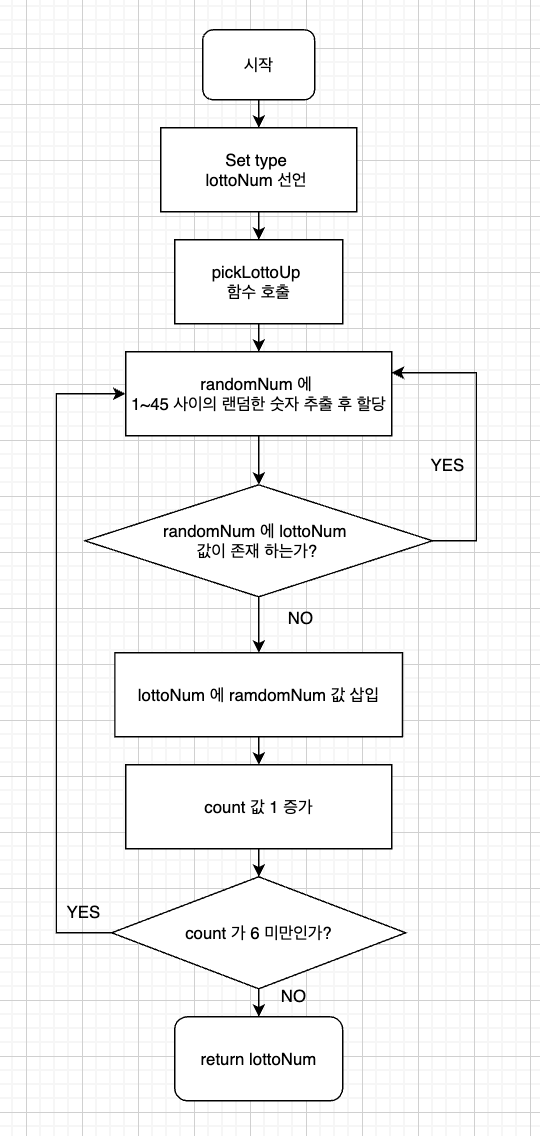 시작
Set type
lottoNum 선언
pickLottoUp
함수 호출
randomNum 에
1~45 사이의 랜덤한 숫자 추출 후 할당
YES
randomNum 에 lottoNum
값이 존재 하는가?
NO
lottoNum 에 ramdomNum 값 삽입
count 값 1 증가
YES
count 가 6 미만인가?
NO
return lottoNum